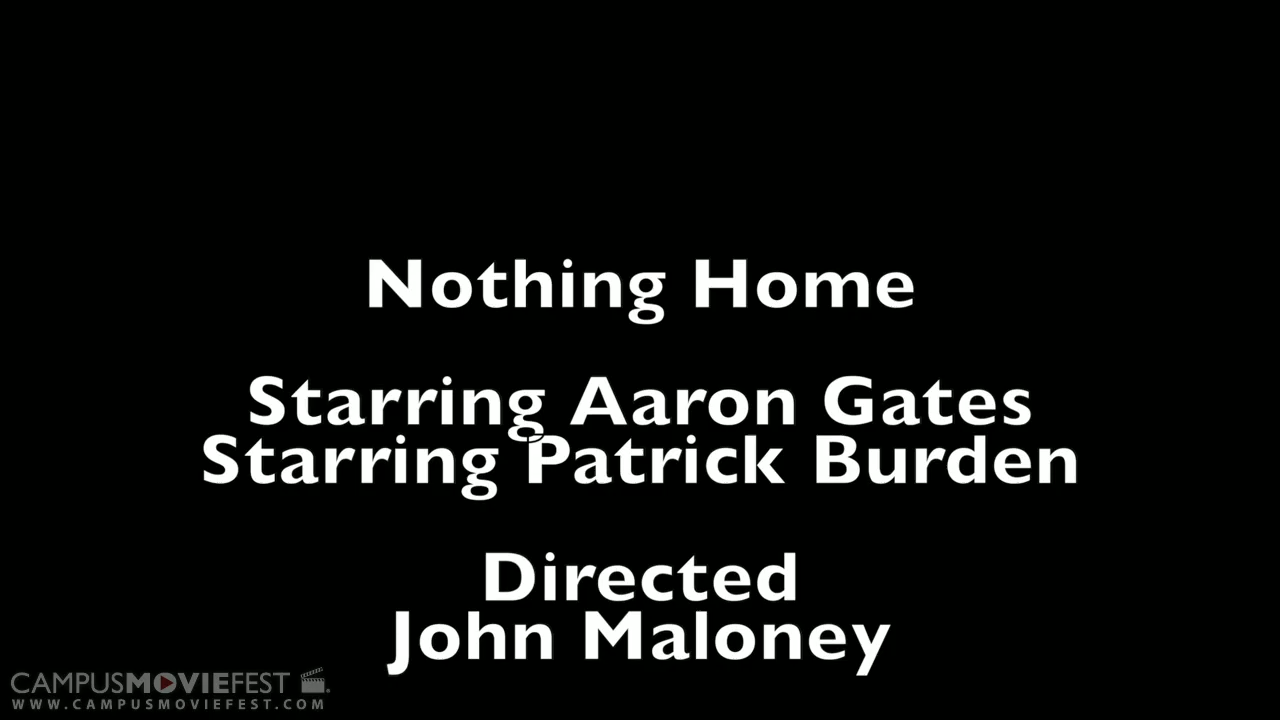 Nothing Home
Starring Aaron Gates
Starring Patrick Burden
Directed
John Maloney
CAMPUSMOVIEFEST
WWW.CAMPUSMOVIEFEST.COM